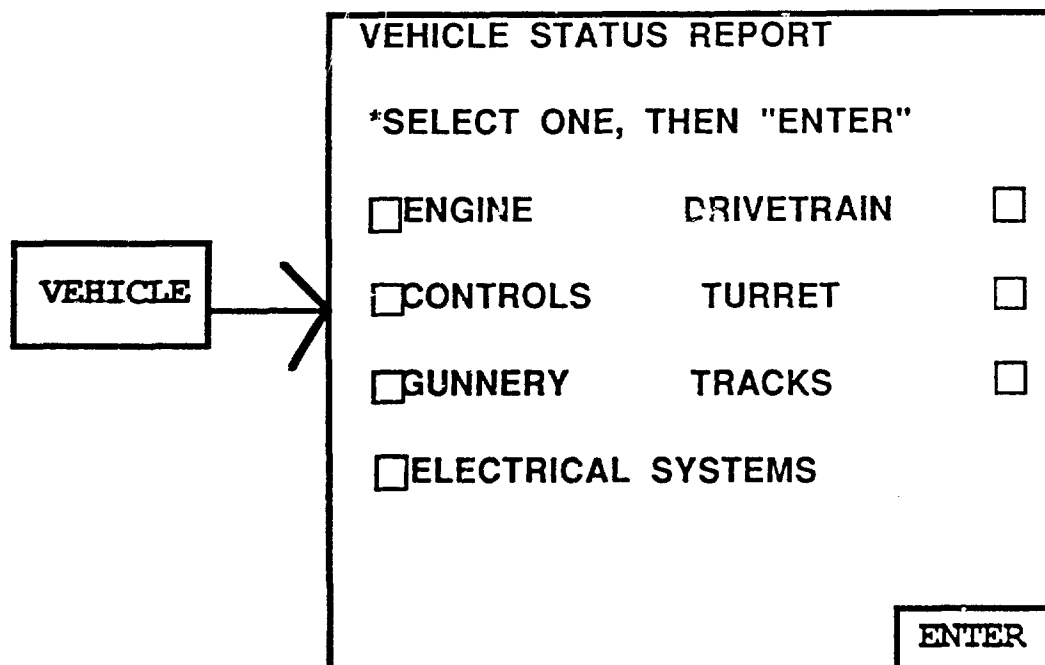 VEHICLE STATUS REPORT
*SELECT ONE, THEN "ENTER"
ENGINE DRIVETRAIN
VEHICLE
CONTROLS TURRET
GUNNERY TRACKS
ELECTRICAL SYSTEMS
ENTER